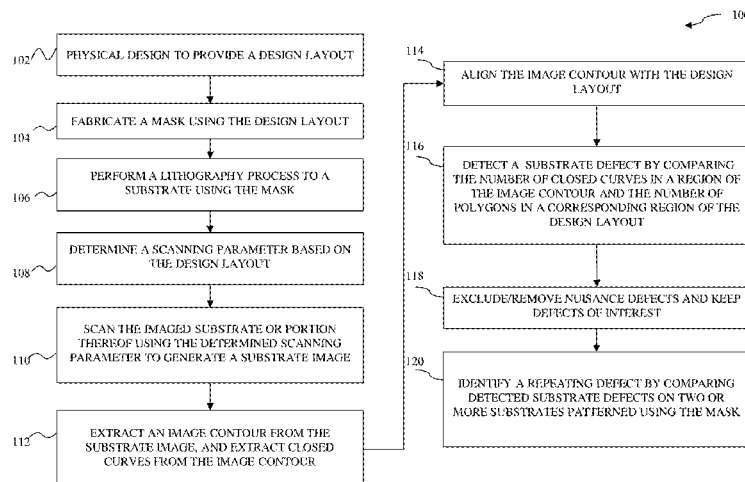 100
102
PHYSICAL DESIGN TO PROVIDE A DESIGN LAYOUT
104
FABRICATE A MASK USING THE DESIGN LAYOUT
106
PERFORM A LITHOGRAPHY PROCESS TO A
SUBSTRATE USING THE MASK
108
DETERMINE A SCANNING PARAMETER BASED ON
THE DESIGN LAYOUT
110
SCAN THE IMAGED SUBSTRATE OR PORTION
THEREOF USING THE DETERMINED SCANNING
PARAMETER TO GENERATE A SUBSTRATE IMAGE
112
EXTRACT AN IMAGE CONTOUR FROM THE
SUBSTRATE IMAGE, AND EXTRACT CLOSED
CURVES FROM THE IMAGE CONTOUR
114
ALIGN THE IMAGE CONTOUR WITH THE DESIGN
LAYOUT
116
DETECT A SUBSTRATE DEFECT BY COMPARING
THE NUMBER OF CLOSED CURVES IN A REGION
OF THE IMAGE CONTOUR AND THE NUMBER OF
POLYGONS IN A CORRESPONDING REGION OF THE
DESIGN LAYOUT
118
EXCLUDE/REMOVE NUISANCE DEFECTS AND KEEP
DEFECTS OF INTEREST
120
IDENTIFY A REPEATING DEFECT BY COMPARING
DETECTED SUBSTRATE DEFECTS ON TWO OR
MORE SUBSTRATES PATTERNED USING THE MASK